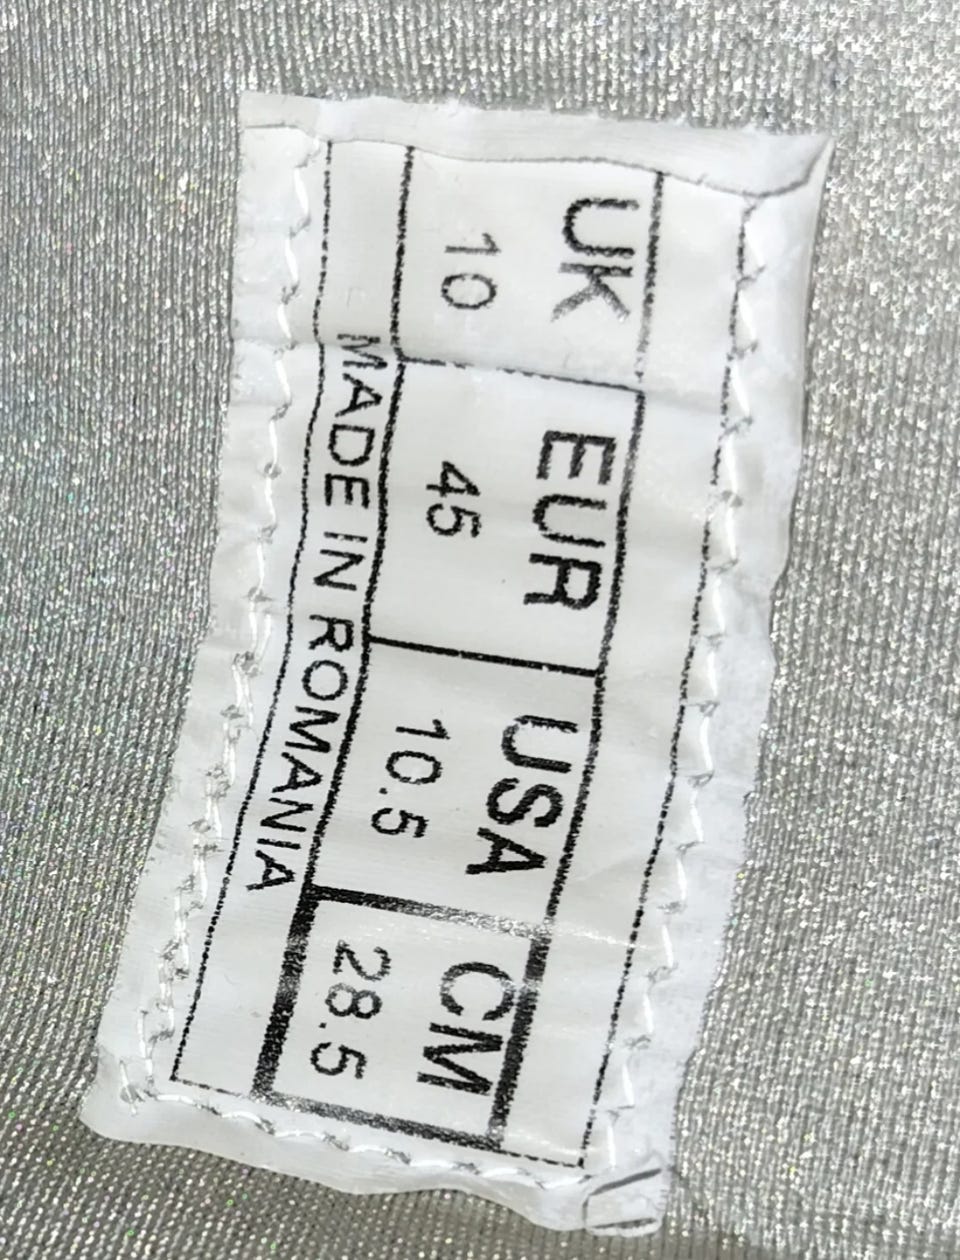 UK EUR USA CM
10 45 10.5 28.5
MADE IN ROMANIA